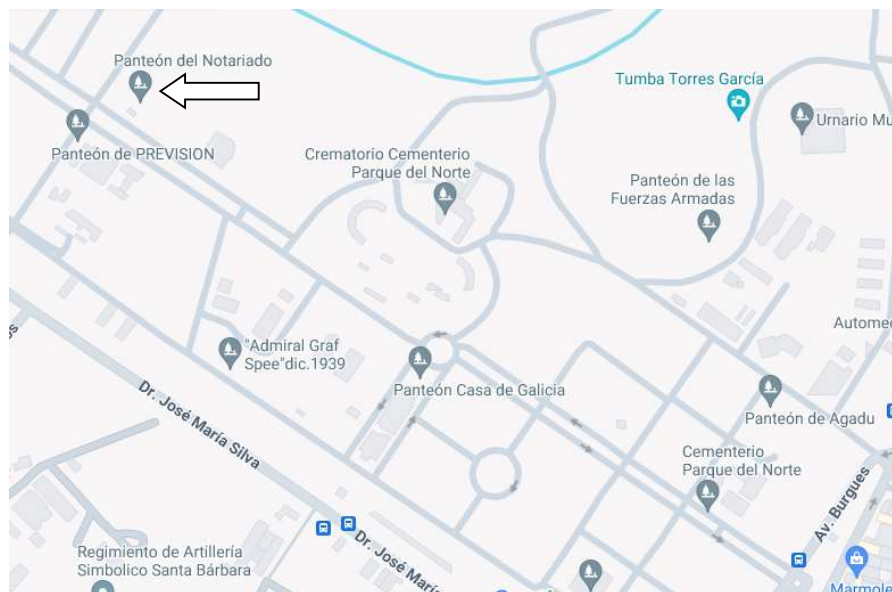 Panteón del Notariado
Tumba Torres García
Urnario Mu
Panteón de PREVISION
Crematorio Cementerio
Parque del Norte
Panteón de las
Fuerzas Armadas
Automec
"Admiral Graf
Spee"dic.1939
Panteón Casa de Galicia
Dr. José María Silva
Panteón de Agadu
Cementerio
Parque del Norte
Av. Burgues
Dr. José María
Regimiento de Artillería
Simbolico Santa Bárbara
Marmole